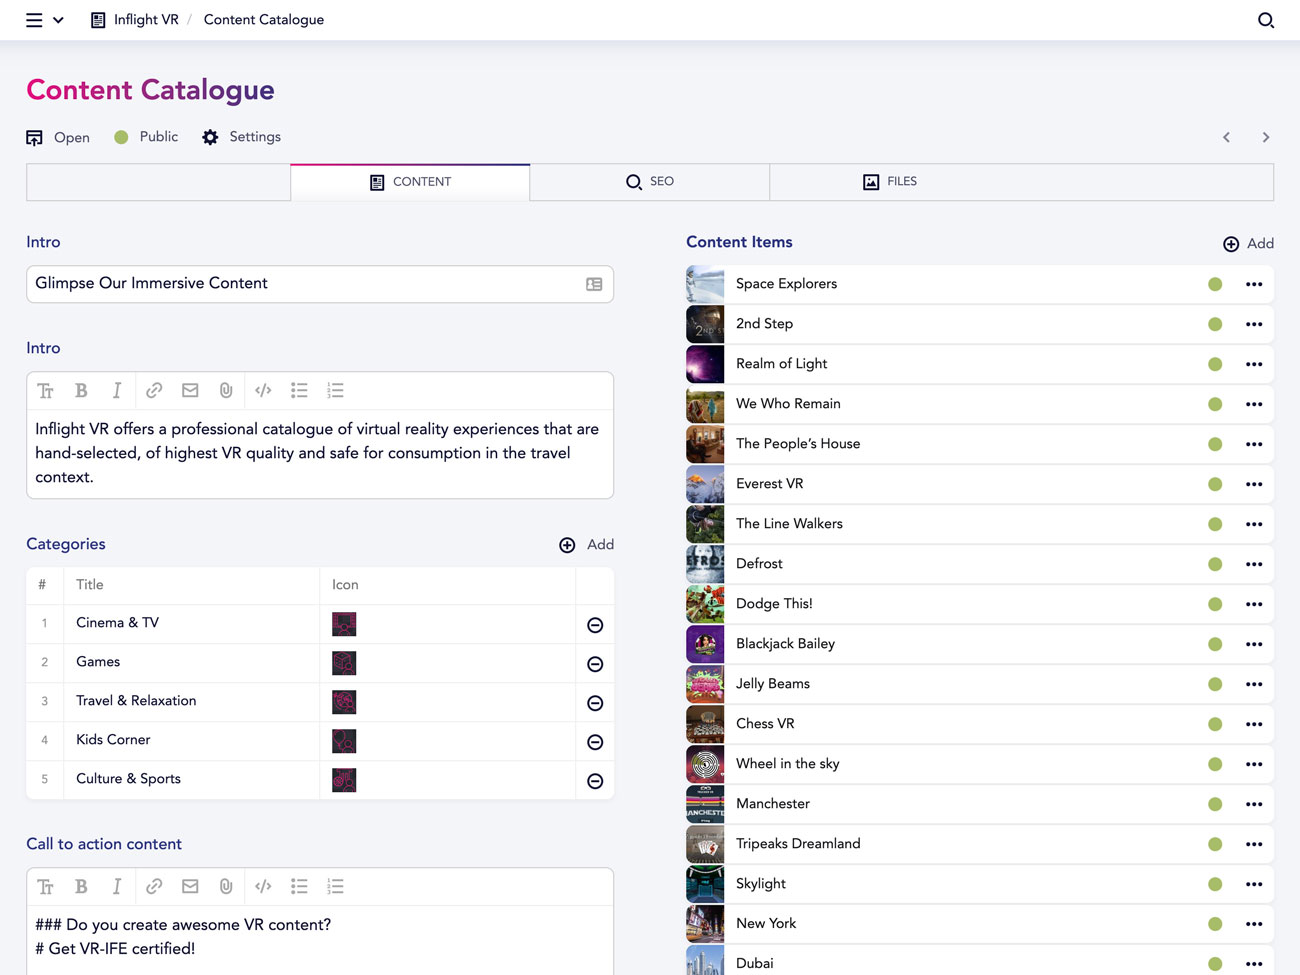 Inflight VR / Content Catalogue
Content Catalogue
Open Public Settings
CONTENT SEO FILES
Intro
Glimpse Our Immersive Content
Intro
Inflight VR offers a professional catalogue of virtual reality experiences that are
hand-selected, of highest VR quality and safe for consumption in the travel
context.
Categories Add
# Title Icon
1 Cinema & TV
2 Games
3 Travel & Relaxation
4 Kids Corner
5 Culture & Sports
Call to action content
### Do you create awesome VR content?
# Get VR-IFE certified!
Content Items Add
Space Explorers
2nd Step
Realm of Light
We Who Remain
The People’s House
Everest VR
The Line Walkers
Defrost
Dodge This!
Blackjack Bailey
Jelly Beams
Chess VR
Wheel in the sky
Manchester
Tripeaks Dreamland
Skylight
New York
Dubai